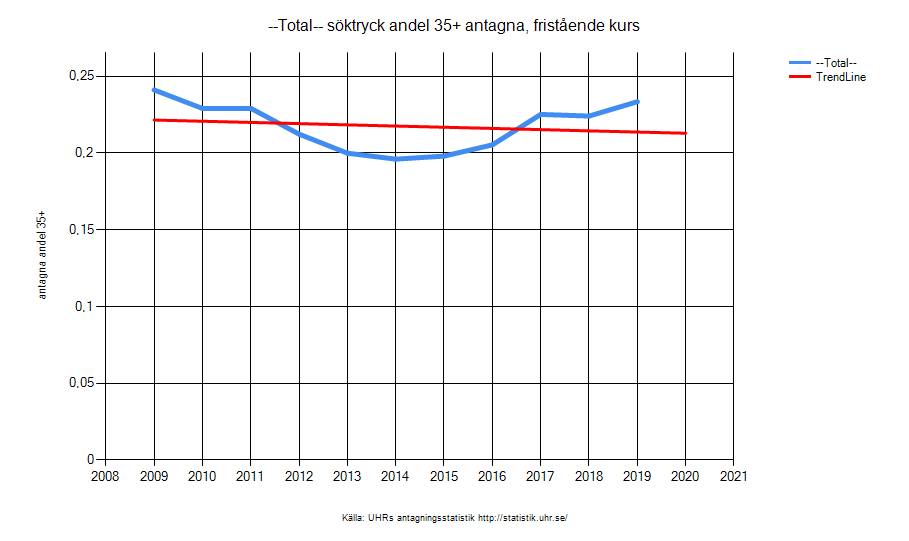 --Total-- söktryck andel 35+ antagna, fristående kurs
--Total--
TrendLine
antagna andel 35+
0,25
0,2
0,15
0,1
0,05
0
2008 2009 2010 2011 2012 2013 2014 2015 2016 2017 2018 2019 2020 2021
Källa: UHRs antagningsstatistik http://statistik.uhr.se/